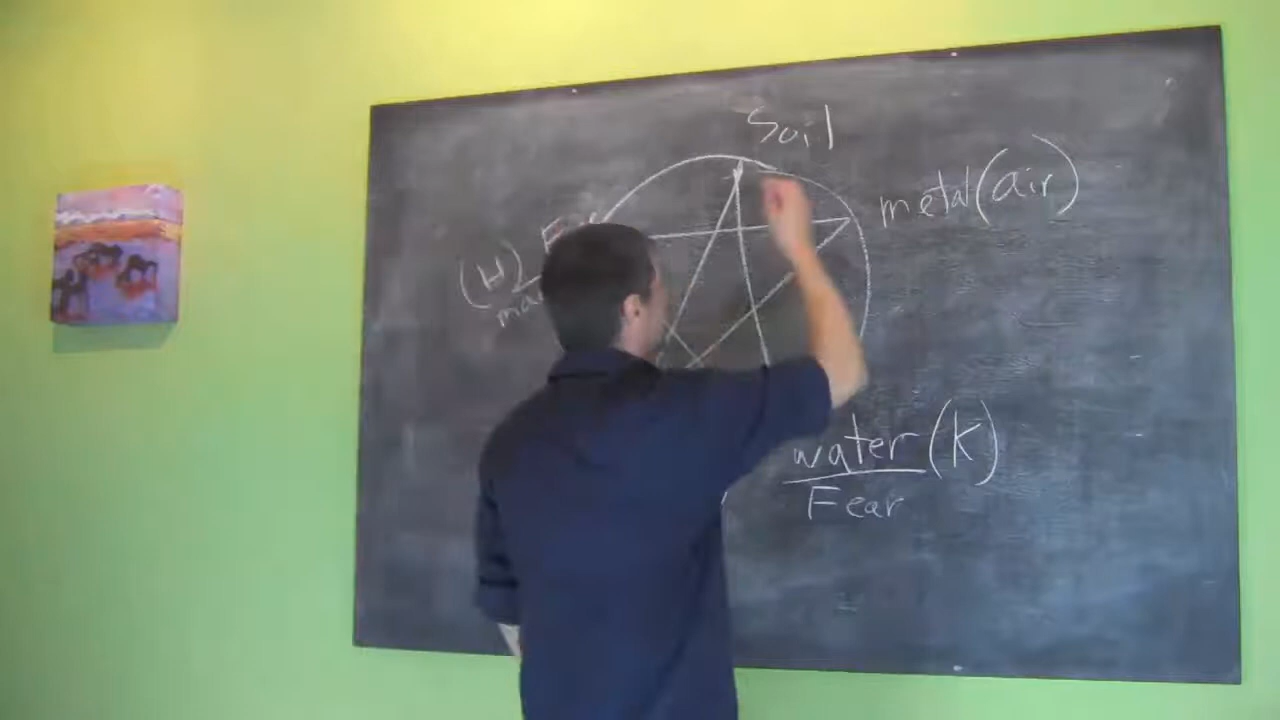 Soil
metal(air)
(H)
water(K)
Fear